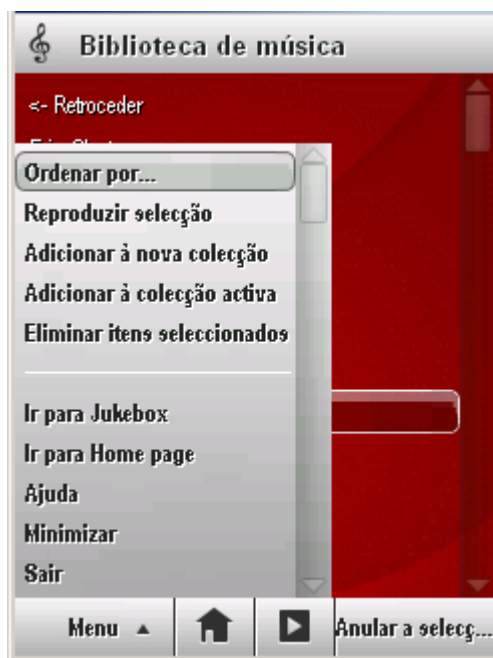 Biblioteca de música
<- Retroceder
Ordenar por...
Reproduzir selecção
Adicionar à nova colecção
Adicionar à colecção activa
Eliminar itens seleccionados
Ir para Jukebox
Ir para Home page
Ajuda
Minimizar
Sair
Menu
Anular a selecç...